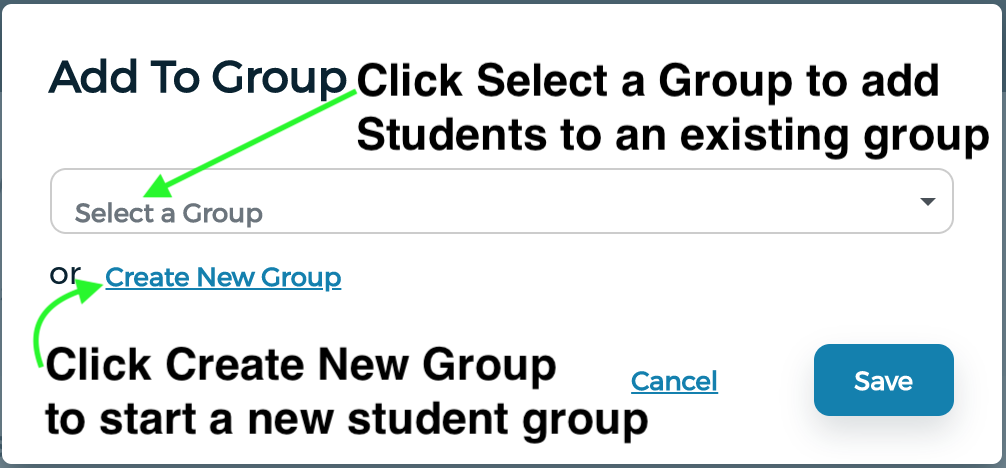 Add To Group
Click Select a Group to add
Students to an existing group
Select a Group
or Create New Group
Click Create New Group
to start a new student group
Cancel
Save